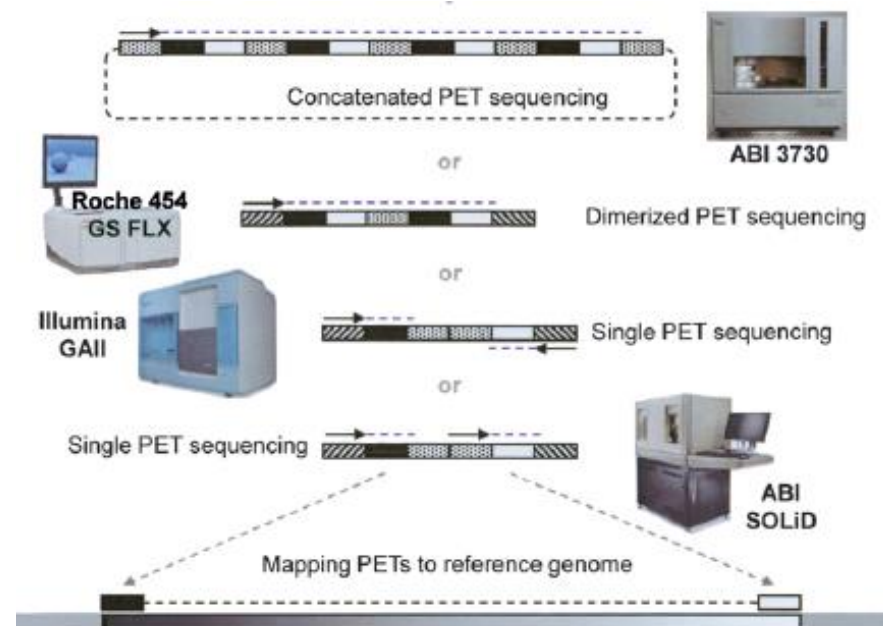 Concatenated PET sequencing
ABI 3730
or
Roche 454
GS FLX
Dimerized PET sequencing
or
Illumina
GAII
Single PET sequencing
or
Single PET sequencing
ABI
SOLiD
Mapping PETs to reference genome